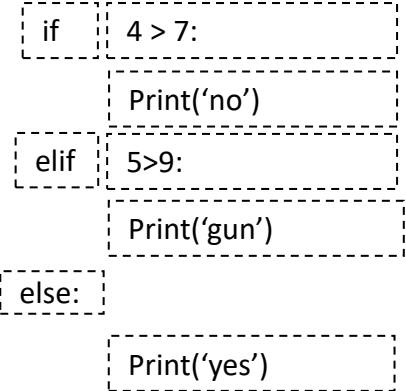 if 4 > 7:
Print(‘no’)
elif 5>9:
Print(‘gun’)
else:
Print(‘yes’)